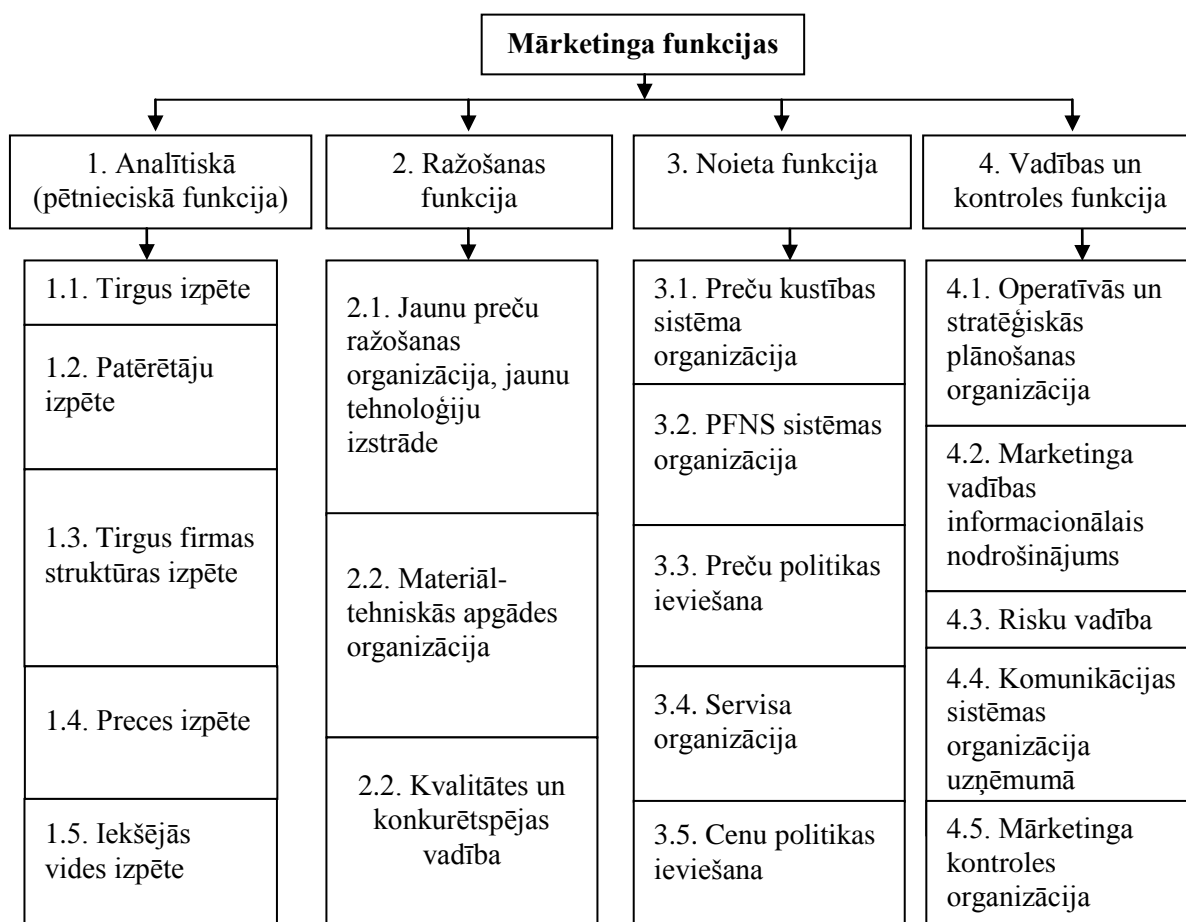 Mārketinga funkcijas
1. Analītiskā
(pētnieciskā funkcija)
2. Ražošanas
funkcija
3. Noieta funkcija
4. Vadības un
kontroles funkcija
1.1. Tirgus izpēte
1.2. Patērētāju
izpēte
1.3. Tirgus firmas
struktūras izpēte
1.4. Preces izpēte
1.5. Iekšējās
vides izpēte
2.1. Jaunu preču
ražošanas
organizācija, jaunu
tehnoloģiju
izstrāde
2.2. Materiāl-
tehniskās apgādes
organizācija
2.2. Kvalitātes un
konkurētspējas
vadība
3.1. Preču kustības
sistēma
organizācija
3.2. PFNS sistēmas
organizācija
3.3. Preču politikas
ieviešana
3.4. Servisa
organizācija
3.5. Cenu politikas
ieviešana
4.1. Operatīvās un
stratēģiskās
plānošanas
organizācija
4.2. Marketinga
vadības
informacionālais
nodrošinājums
4.3. Risku vadība
4.4. Komunikācijas
sistēmas
organizācija
uzņēmumā
4.5. Mārketinga
kontroles
organizācija